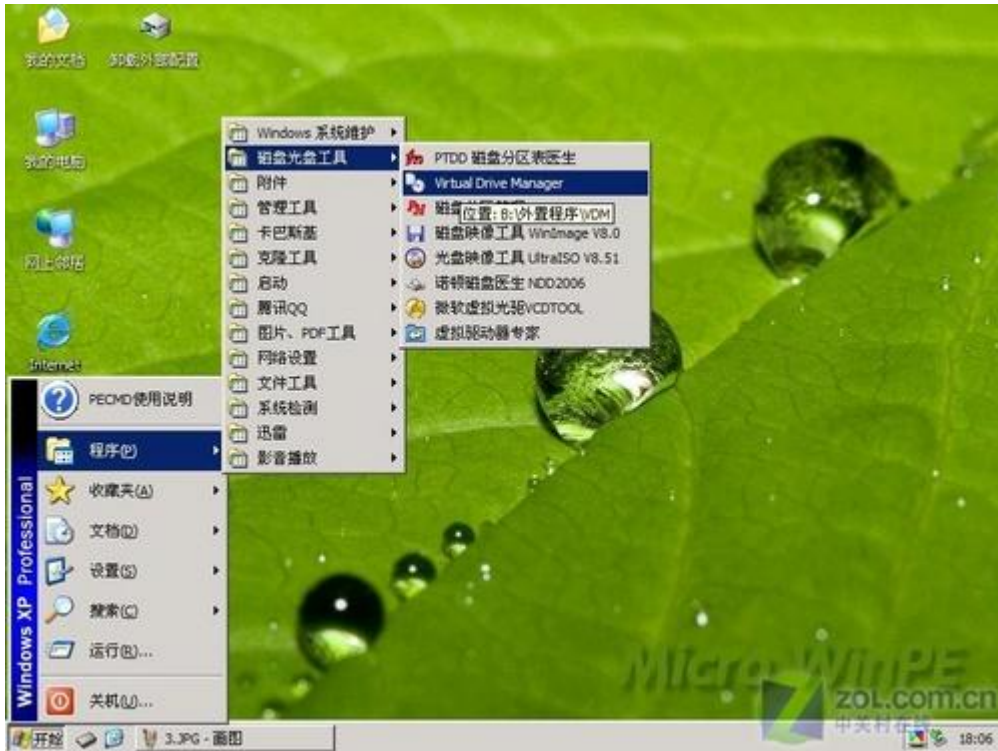 我的文档
卸载外部配置
我的电脑
网上邻居
Internet
Windows 系统维护
磁盘光盘工具
附件
管理工具
卡巴斯基
克隆工具
启动
腾讯QQ
图片、PDF工具
网络设置
文件工具
系统检测
迅雷
影音播放
PTDD 磁盘分区表医生
Virtual Drive Manager
磁盘
位置: B:\外置程序\VDM
磁盘映像工具 WinImage V8.0
光盘映像工具 UltraISO V8.51
诺顿磁盘医生 NDD2006
微软虚拟光驱VCDTOOL
虚拟驱动器专家
PECMD使用说明
程序(P)
收藏夹(A)
文档(D)
设置(S)
搜索(C)
运行(R)...
关机(U)...
Windows XP Professional
Micro WinPE
ZOL.COM.CN
中关村在线
开始
3.JPG - 画图
18:06